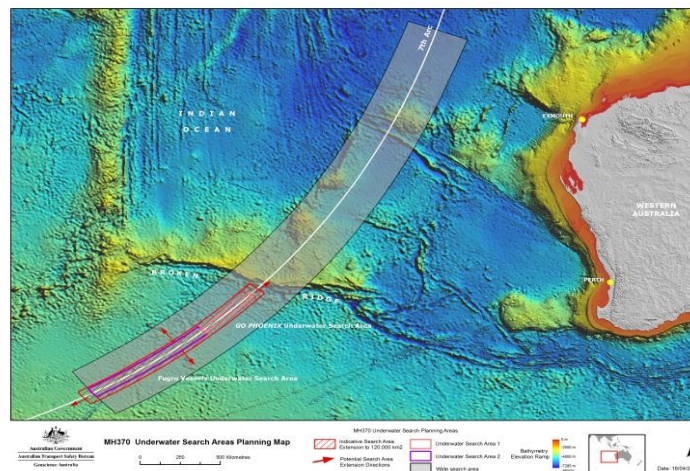 7th Arc
INDIAN
OCEAN
EXMOUTH
WESTERN
AUSTRALIA
PERTH
BROKEN
RIDGE
GO PHOENIX Underwater Search Area
Fugro Vessels Underwater Search Area
Australian Government
Australian Transport Safety Bureau
Geoscience Australia
MH370 Underwater Search Areas Planning Map
0
250
500 Kilometres
MH370 Underwater Search Planning Areas
Indicative Search Area
Extension to 120,000 km2
Potential Search Area
Extension Directions
Underwater Search Area 1
Underwater Search Area 2
Wide search area
Bathymetry
Elevation Ramp
0 m